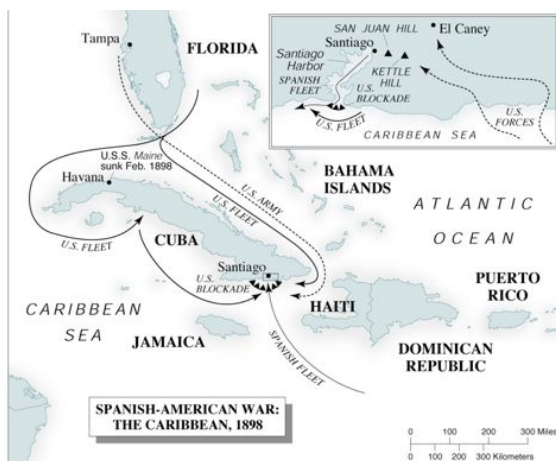 Tampa
FLORIDA
U.S.S. Maine
sunk Feb. 1898
Havana
U.S. FLEET
CUBA
U.S. ARMY
U.S. FLEET
Santiago
U.S.
BLOCKADE
SPANISH FLEET
CARIBBEAN
SEA
JAMAICA
HAITI
DOMINICAN
REPUBLIC
PUERTO
RICO
BAHAMA
ISLANDS
ATLANTIC
OCEAN
SAN JUAN HILL
El Caney
Santiago
Santiago
Harbor
KETTLE
HILL
SPANISH
FLEET
U.S.
BLOCKADE
U.S. FLEET
U.S.
FORCES
CARIBBEAN SEA
SPANISH-AMERICAN WAR:
THE CARIBBEAN, 1898
0 100 200 300 Miles
0 100 200 300 Kilometers